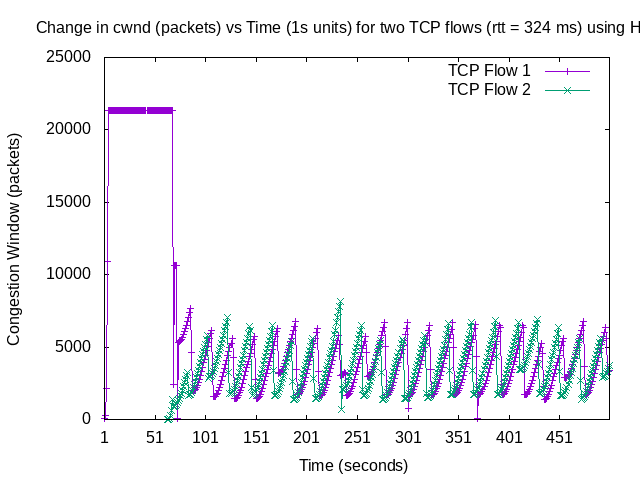 Change in cwnd (packets) vs Time (1s units) for two TCP flows (rtt = 324 ms) using H
TCP Flow 1
TCP Flow 2
25000
20000
15000
10000
5000
0
Congestion Window (packets)
1 51 101 151 201 251 301 351 401 451
Time (seconds)